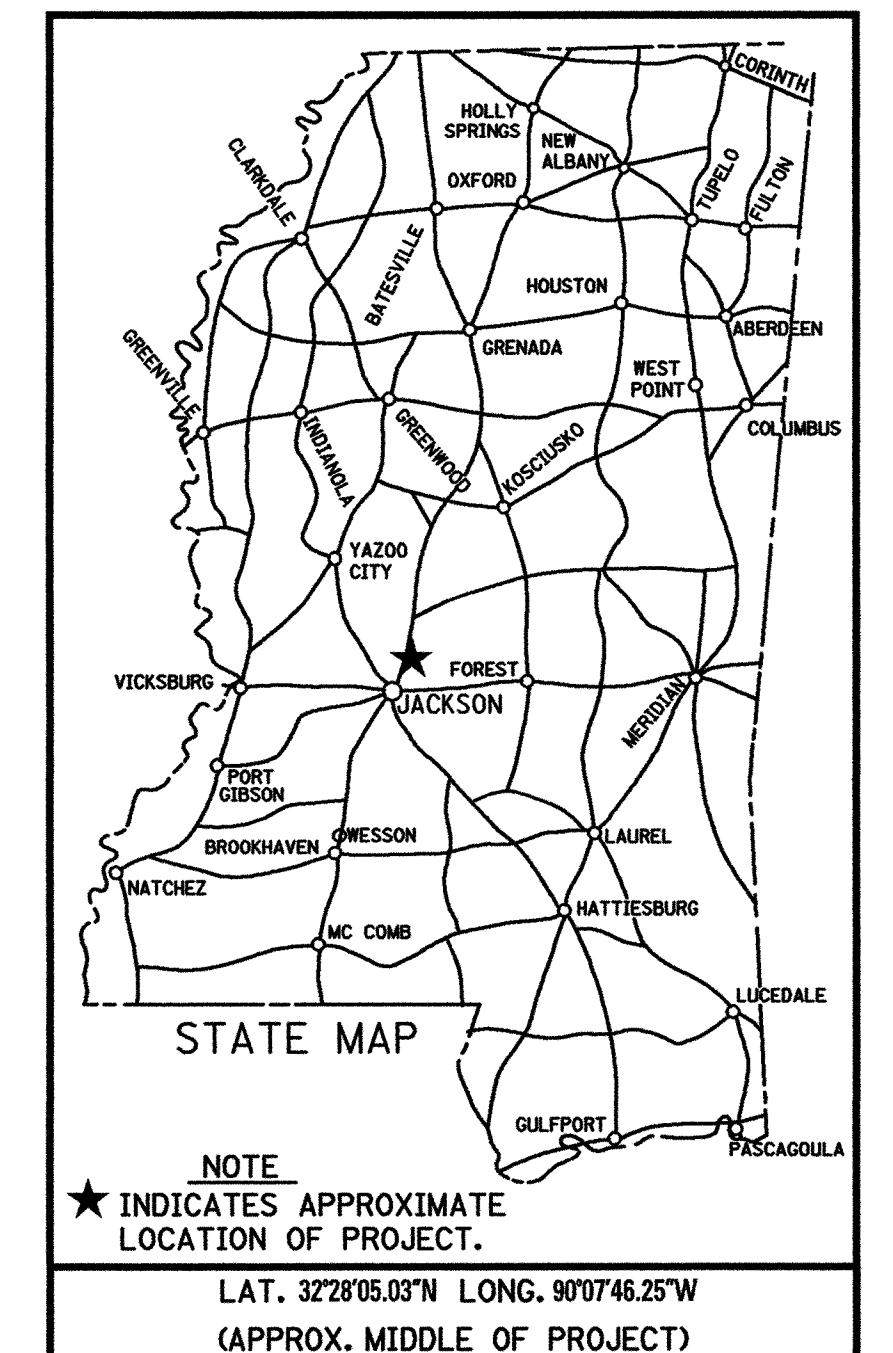 CORINTH
HOLLY
SPRINGS
NEW
ALBANY
CLARKDALE
OXFORD
TUPELO
FULTON
BATESVILLE
HOUSTON
ABERDEEN
GREENVILLE
GRENADA
WEST
POINT
COLUMBUS
INDIANOLA
GREENWOOD
KOSCIUSKO
YAZOO
CITY
VICKSBURG
FOREST
JACKSON
MERIDIAN
PORT
GIBSON
WESSON
BROOKHAVEN
LAUREL
NATCHEZ
HATTIESBURG
MC COMB
LUCEDALE
STATE MAP
GULFPORT
PASCAGOULA
NOTE
INDICATES APPROXIMATE
LOCATION OF PROJECT.
LAT. 32°28'05.03"N LONG. 90°07'46.25"W
(APPROX. MIDDLE OF PROJECT)